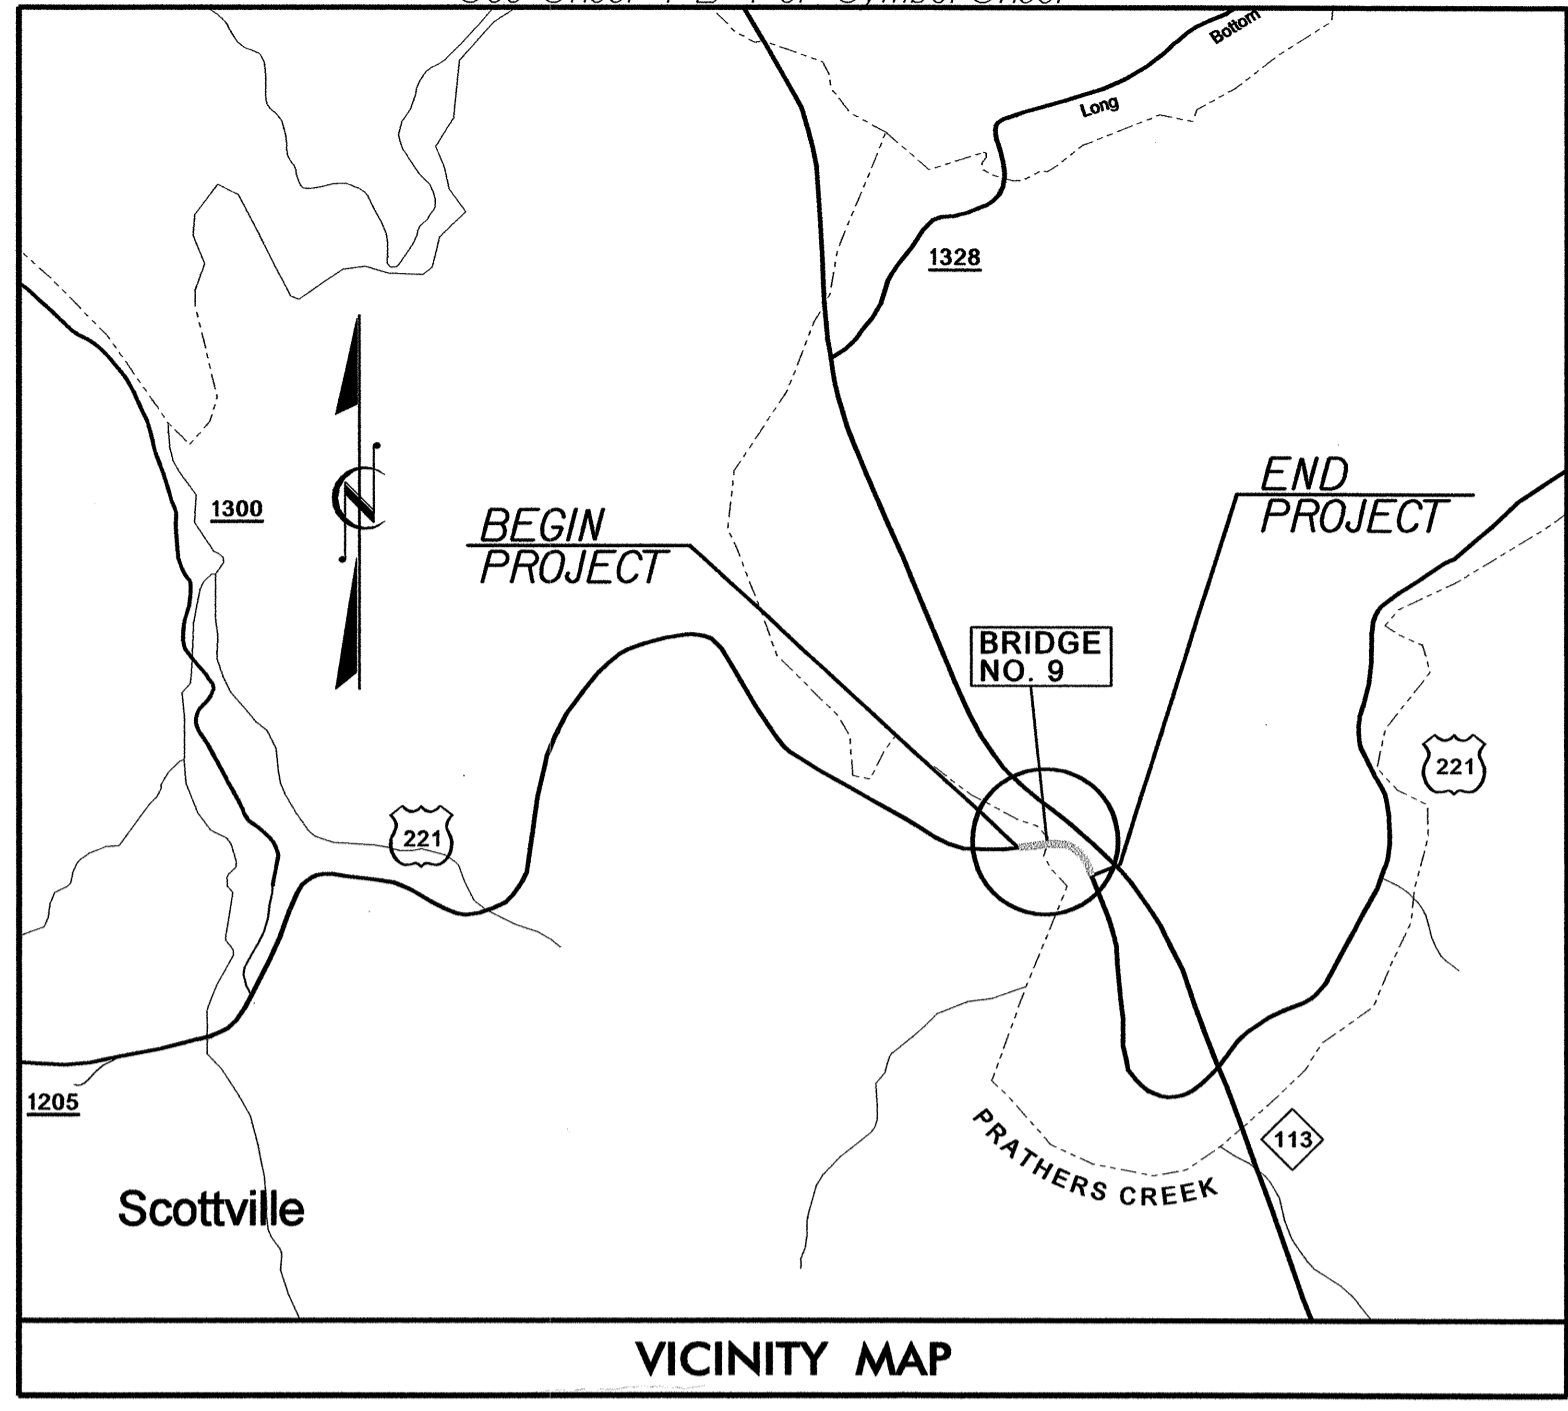 Bottom
Long
1328
END
PROJECT
1300
BEGIN
PROJECT
BRIDGE
NO. 9
221
221
1205
113
PRATHERS CREEK
Scottville
VICINITY MAP